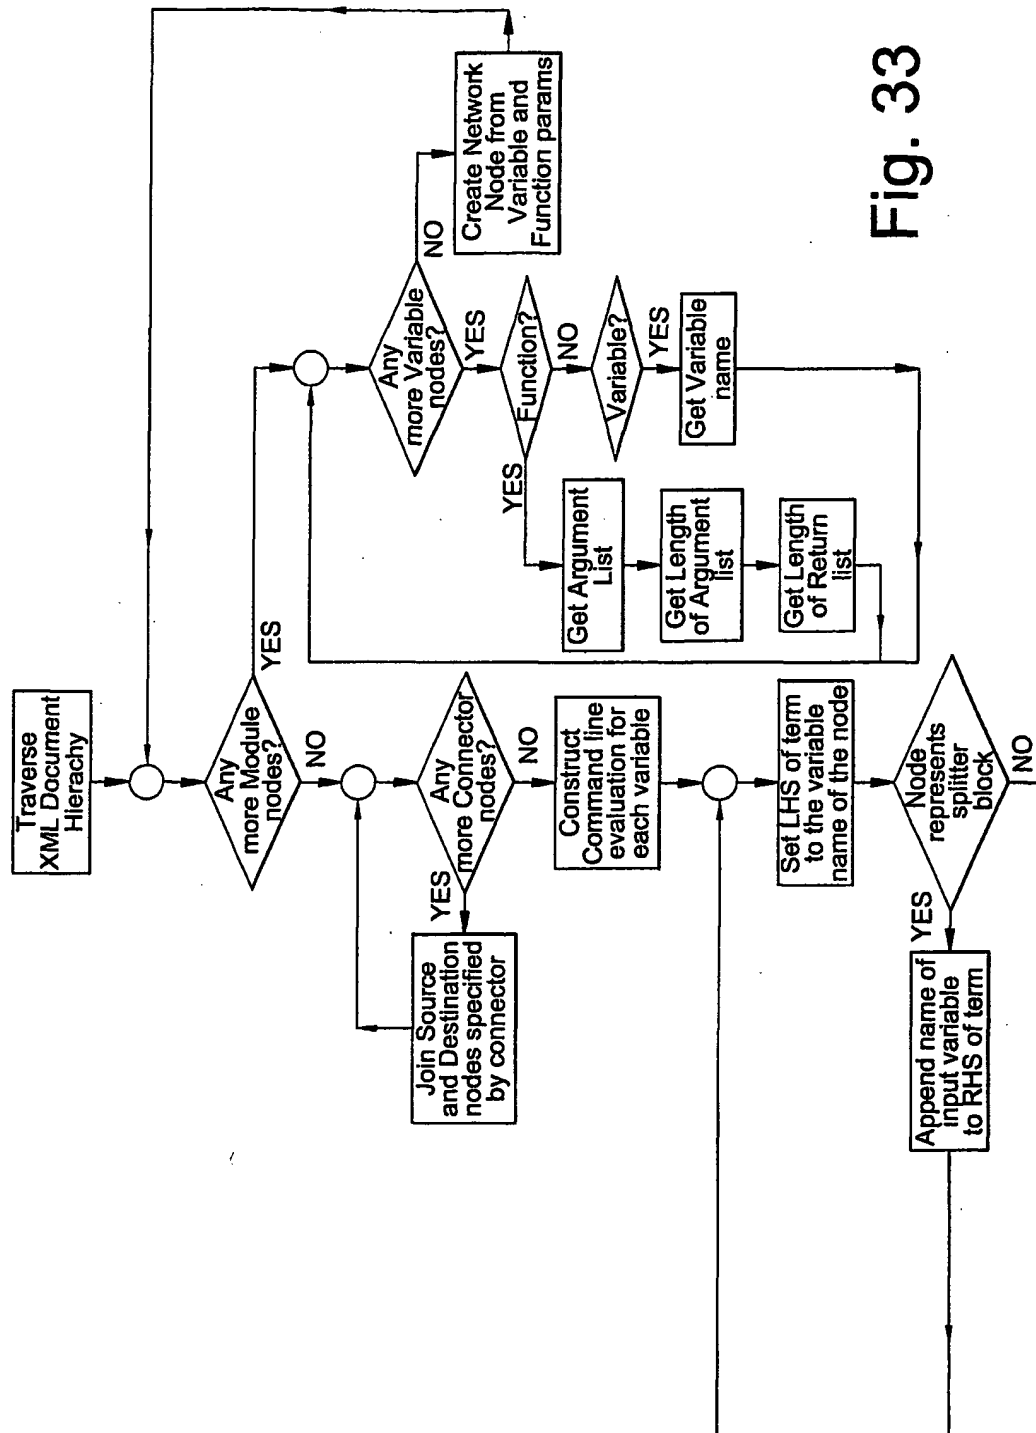 Traverse
XML Document
Hierachy
Any
more Module
nodes?
YES
NO
Any
more Connector
nodes?
YES
NO
Join Source
and Destination
nodes specified
by connector
Construct
Command line
evaluation for
each variable
Set LHS of term
to the variable
name of the node
Node
represents
splitter
block
YES
NO
Append name of
input variable
to RHS of term
Any
more Variable
nodes?
NO
YES
Create Network
Node from
Variable and
Function params
Function?
YES
NO
Variable?
YES
Get Variable
name
Get Argument
List
Get Length
of Argument
list
Get Length
of Return
list
Fig. 33